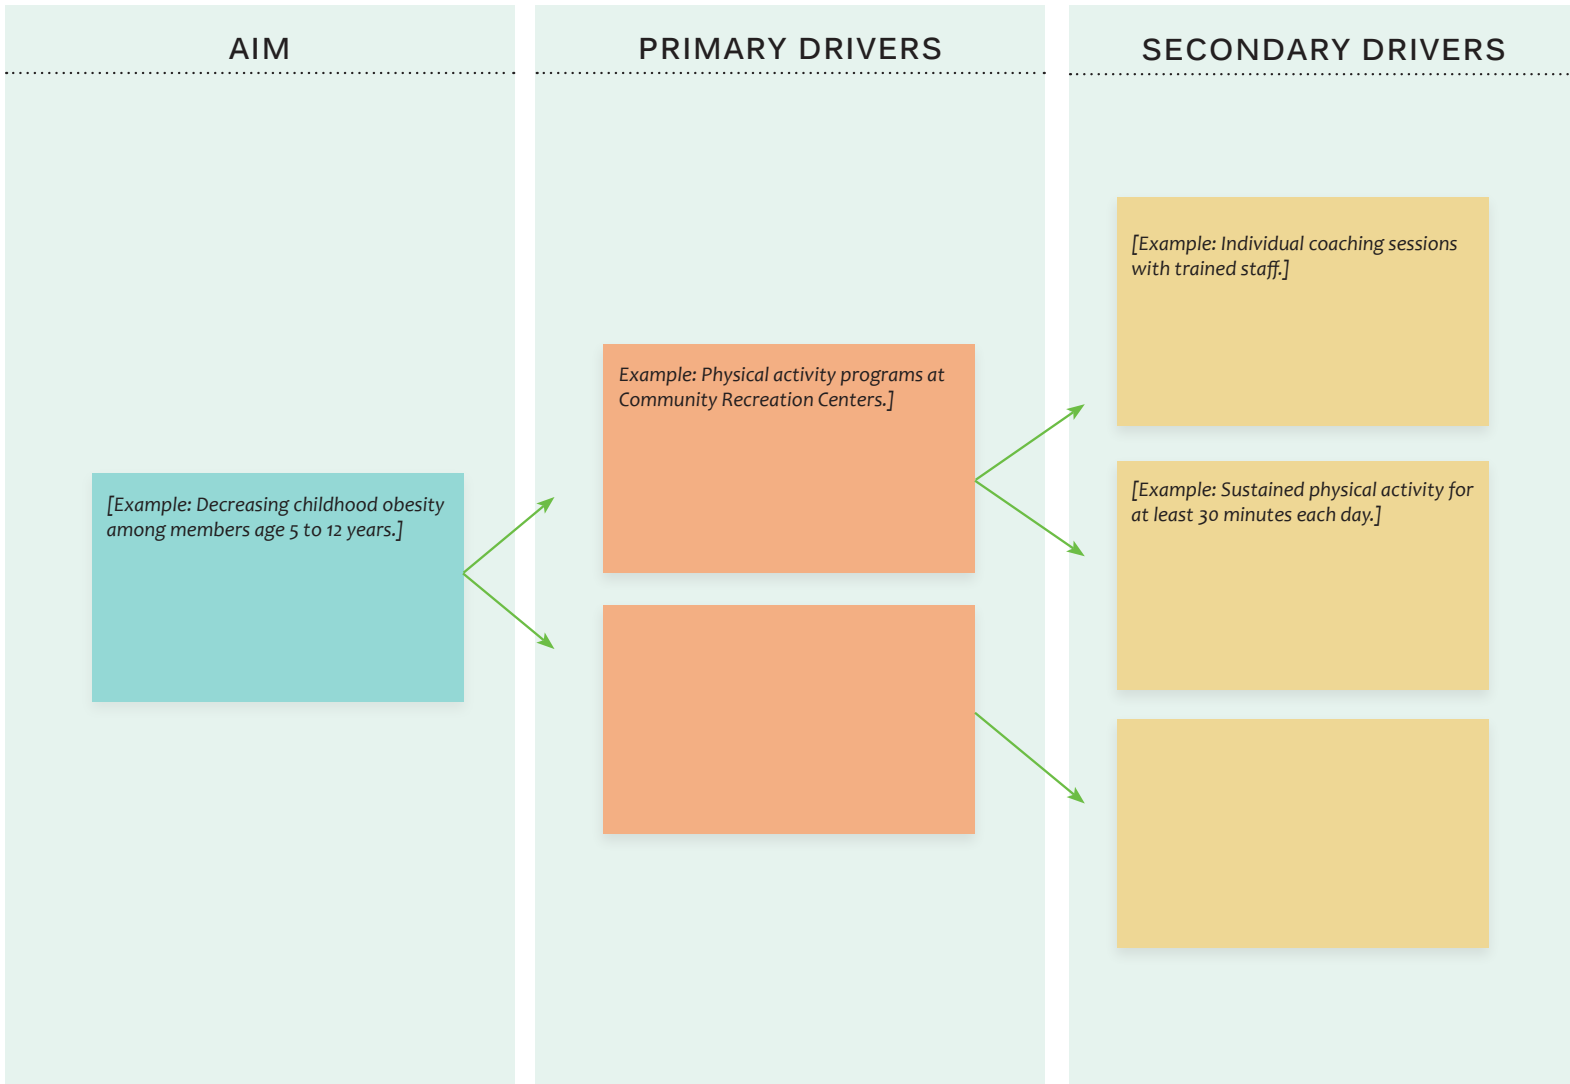 AIM
PRIMARY DRIVERS
SECONDARY DRIVERS
[Example: Decreasing childhood obesity
among members age 5 to 12 years.]
Example: Physical activity programs at
Community Recreation Centers.]
[Example: Individual coaching sessions
with trained staff.]
[Example: Sustained physical activity for
at least 30 minutes each day.]